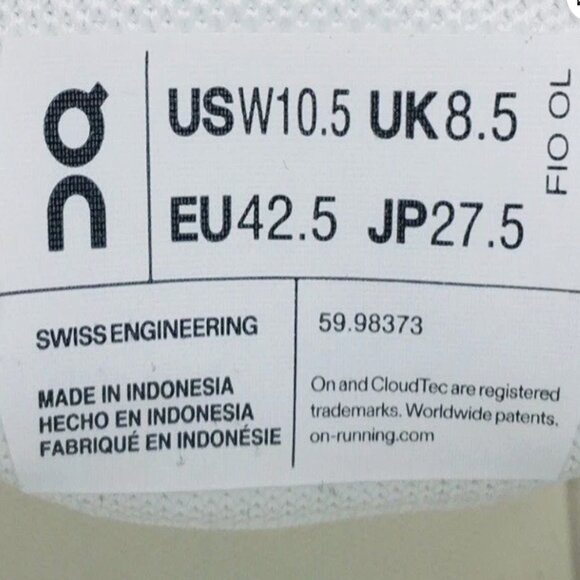 On
USW10.5 UK8.5
EU42.5 JP27.5
FIO OL
SWISS ENGINEERING
MADE IN INDONESIA
HECHO EN INDONESIA
FABRIQUÉ EN INDONÉSIE
59.98373
On and CloudTec are registered
trademarks. Worldwide patents.
on-running.com